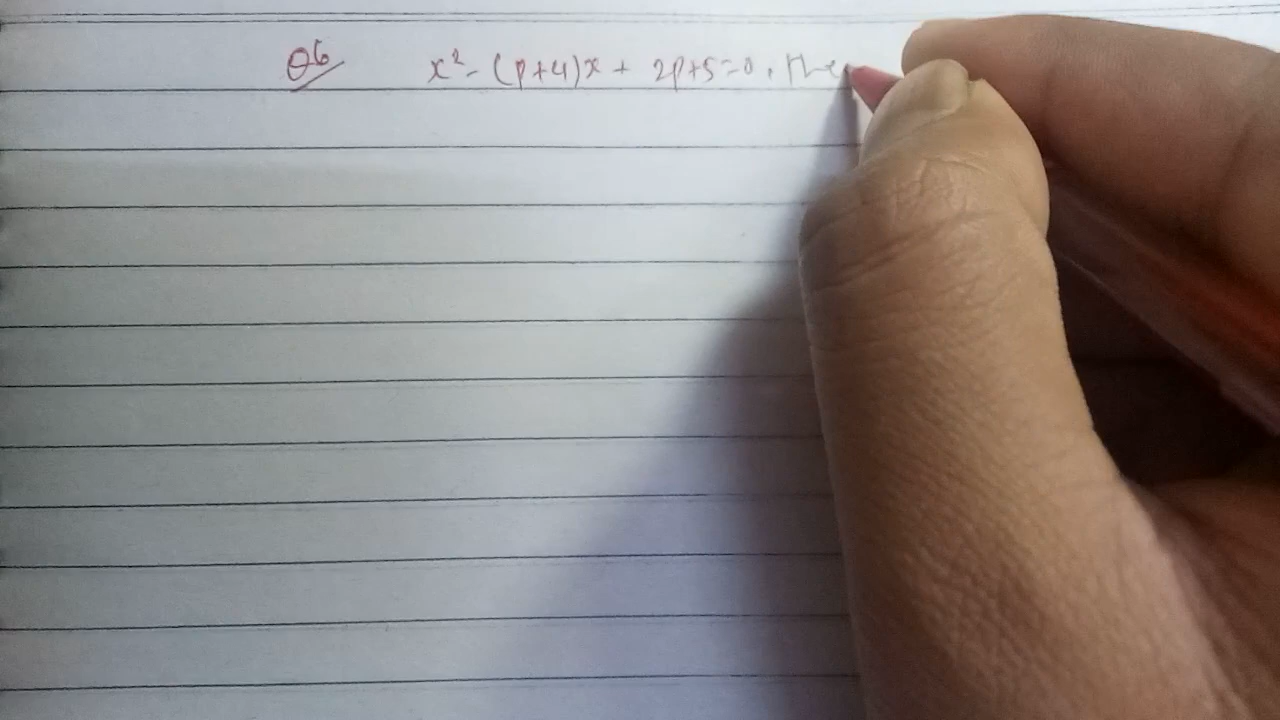 Q6 x² - (p+4)x + 2p+5=0, the